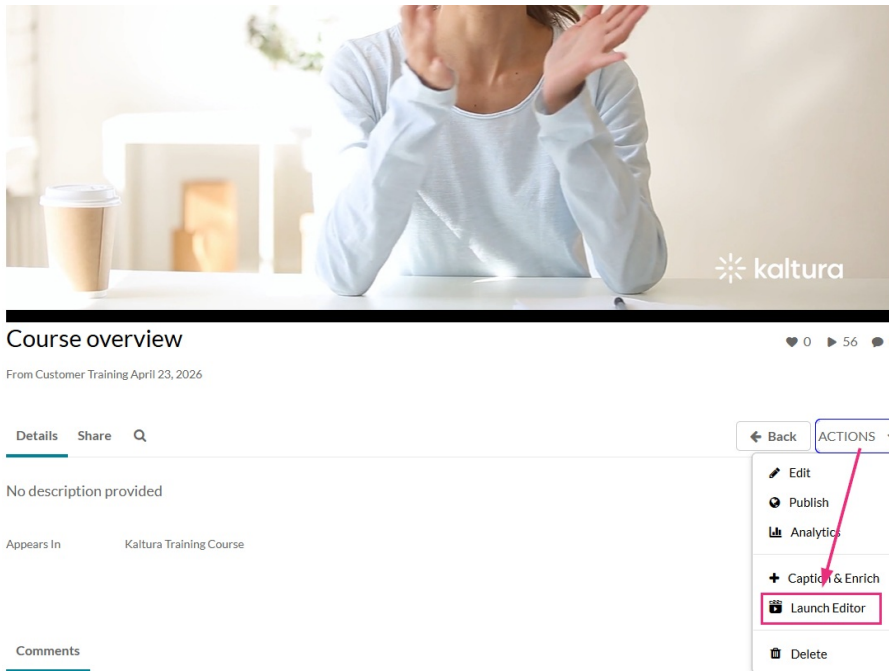 kaltura
Course overview
0 56
From Customer Training April 23, 2026
Details Share Back ACTIONS
Edit
No description provided
Publish
Analytics
Appears In Kaltura Training Course
Caption & Enrich
Launch Editor
Comments
Delete